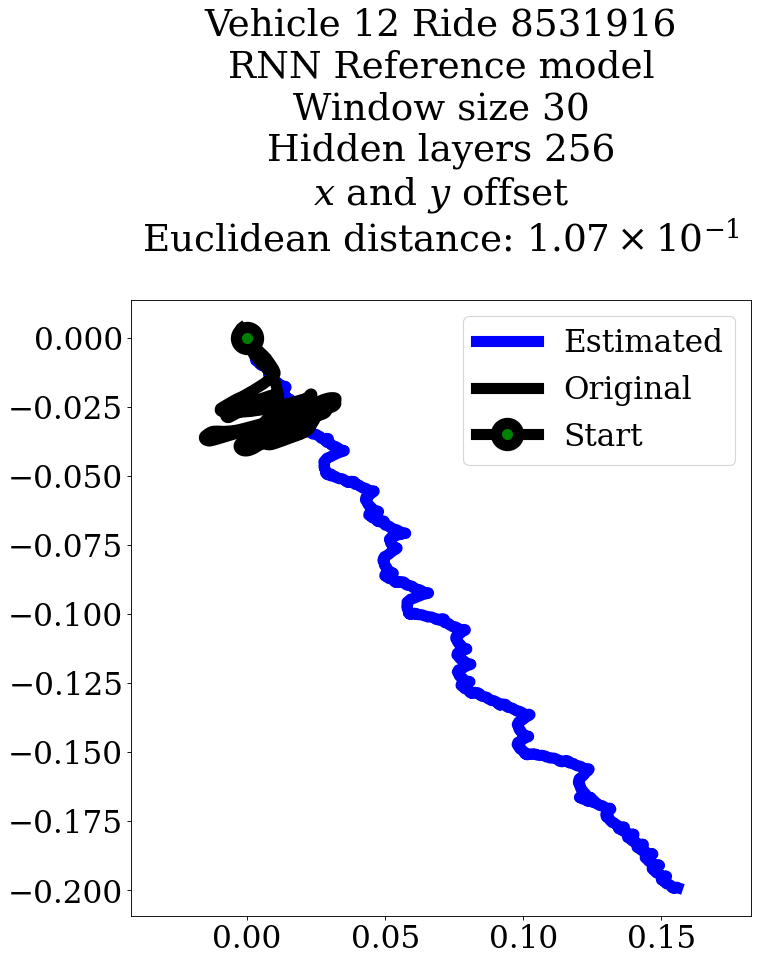 Vehicle 12 Ride 8531916
RNN Reference model
Window size 30
Hidden layers 256
x and y offset
Euclidean distance: 1.07 × 10⁻¹
Estimated
Original
Start
0.000
−0.025
−0.050
−0.075
−0.100
−0.125
−0.150
−0.175
−0.200
0.00 0.05 0.10 0.15